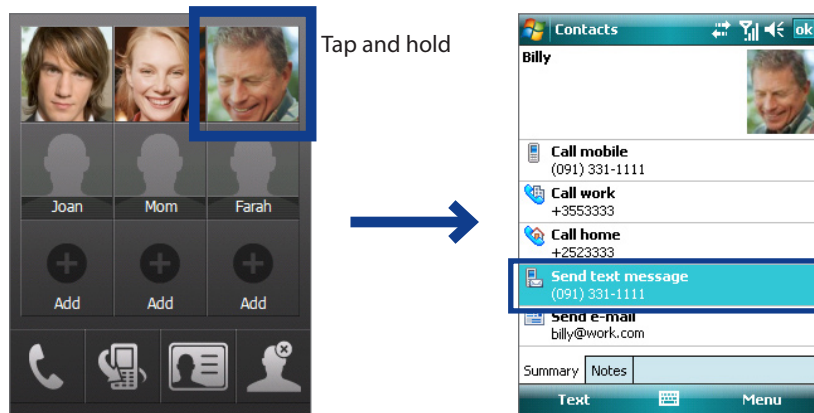 Tap and hold
Joan
Mom
Farah
Add
Add
Add
Contacts
ok
Billy
Call mobile
(091) 331-1111
Call work
+3553333
Call home
+2523333
Send text message
(091) 331-1111
Send e-mail
billy@work.com
Summary
Notes
Text
Menu